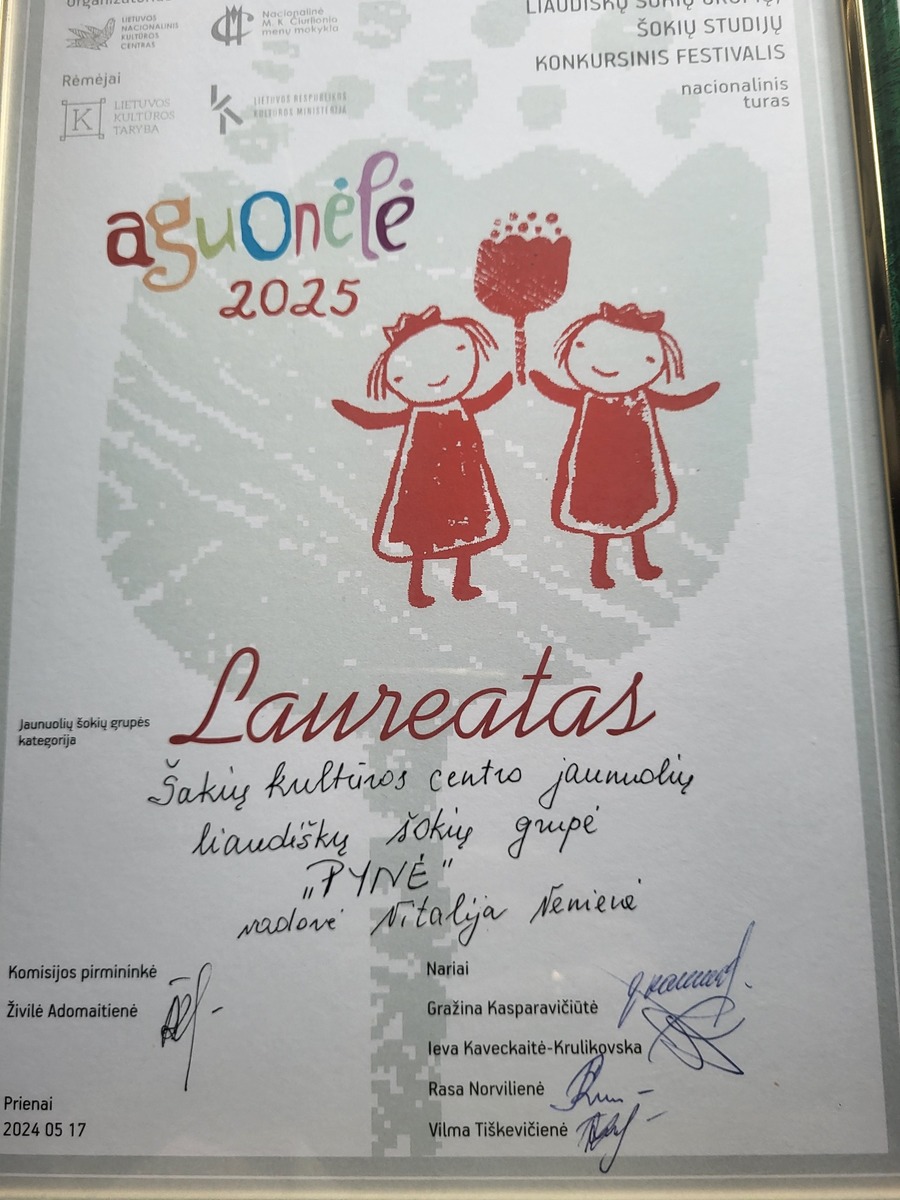 LIETUVOS
NACIONALINIS
KULTŪROS
CENTRAS
Nacionalinė
M. K. Čiurlionio
menų mokykla
LIAUDIŠKŲ ŠOKIŲ GRUPIŲ,
ŠOKIŲ STUDIJŲ
KONKURSINIS FESTIVALIS
nacionalinis
turas
Rėmėjai
LIETUVOS
KULTŪROS
TARYBA
LIETUVOS RESPUBLIKOS
KULTŪROS MINISTERIJA
aguonėlė
2025
Laureatas
Jaunuolių šokių grupės
kategorija
Šakių kultūros centro jaunuolių
liaudiškų šokių grupė
„PYNĖ"
vadovė Vitalija Vėnienė
Komisijos pirmininkė
Živilė Adomaitienė
Nariai
Gražina Kasparavičiūtė
Ieva Kaveckaitė-Krulikovska
Rasa Norvilienė
Vilma Tiškevičienė
Prienai
2024 05 17